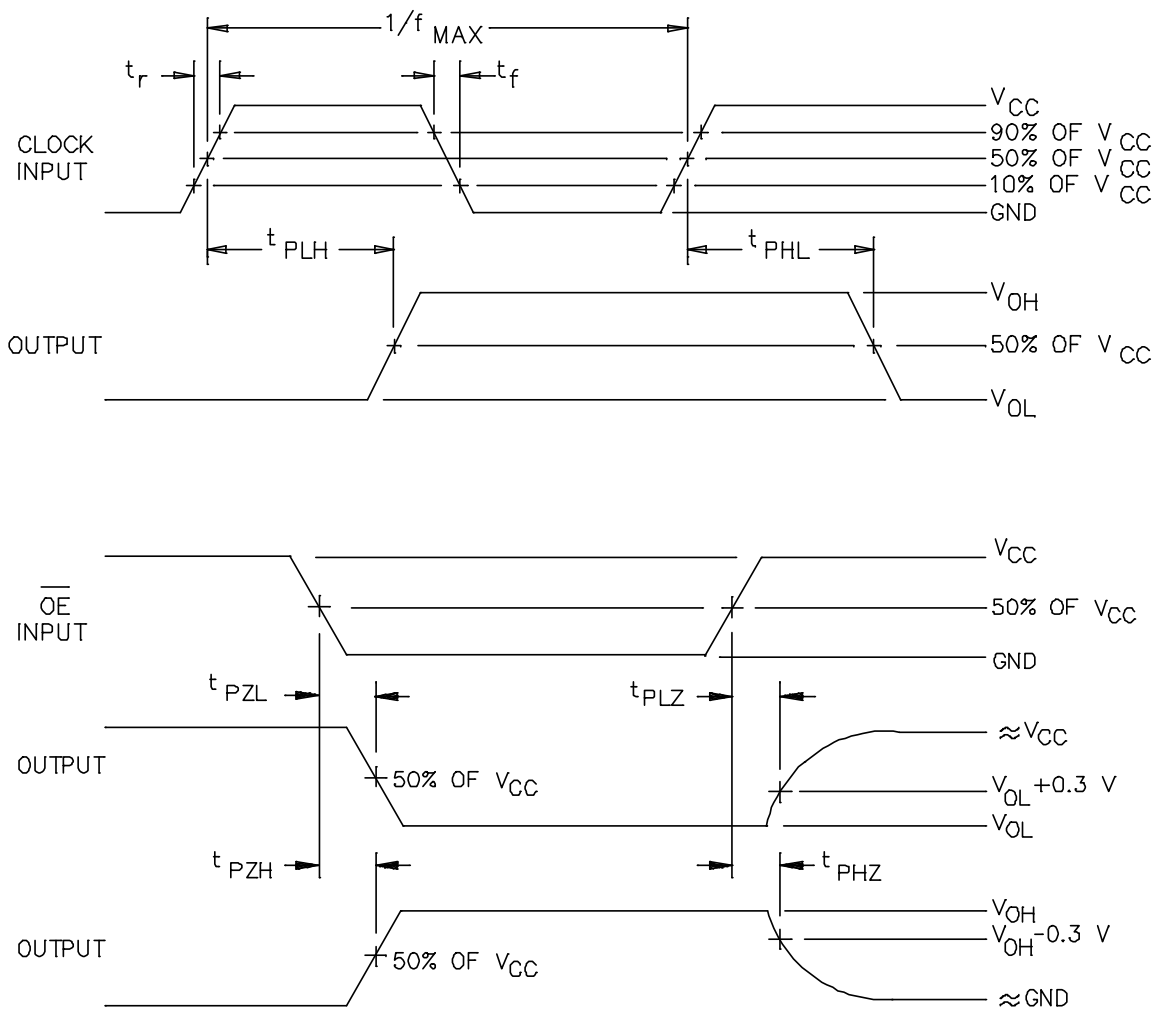 1/f MAX
t r
t f
V CC
90% OF V CC
CLOCK INPUT
50% OF V CC
10% OF V CC
GND
t PLH
t PHL
V OH
OUTPUT
50% OF V CC
V OL
V CC
OE INPUT
50% OF V CC
GND
t PZL
t PLZ
≈ V CC
OUTPUT
50% OF V CC
V OL +0.3 V
V OL
t PZH
t PHZ
V OH
V OH -0.3 V
OUTPUT
50% OF V CC
≈ GND